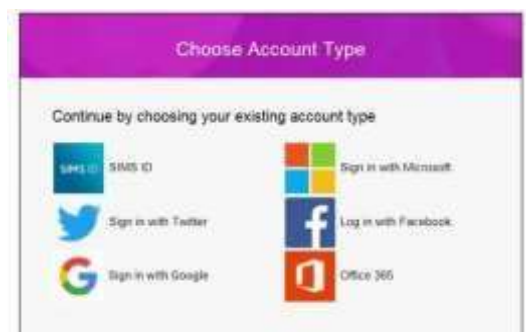 Choose Account Type
Continue by choosing your existing account type
SIMS ID SIMS ID
Sign in with Microsoft
Sign in with Twitter
Log in with Facebook
Sign in with Google
Office 365